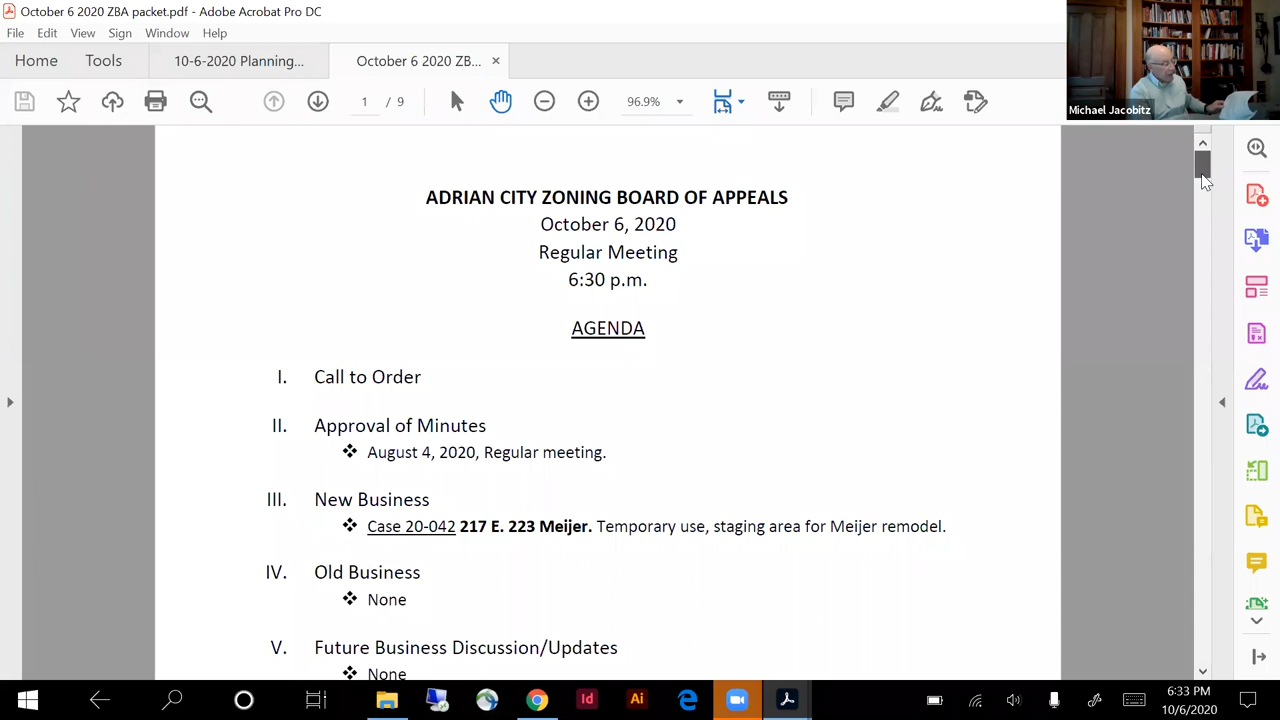 October 6 2020 ZBA packet.pdf - Adobe Acrobat Pro DC
File Edit View Sign Window Help
Home Tools 10-6-2020 Planning... October 6 2020 ZB... ×
1 / 9 96.9%
Michael Jacobitz
ADRIAN CITY ZONING BOARD OF APPEALS
October 6, 2020
Regular Meeting
6:30 p.m.
AGENDA
I. Call to Order
II. Approval of Minutes
❖ August 4, 2020, Regular meeting.
III. New Business
❖ Case 20-042 217 E. 223 Meijer. Temporary use, staging area for Meijer remodel.
IV. Old Business
❖ None
V. Future Business Discussion/Updates
❖ None
Id Ai
6:33 PM
10/6/2020